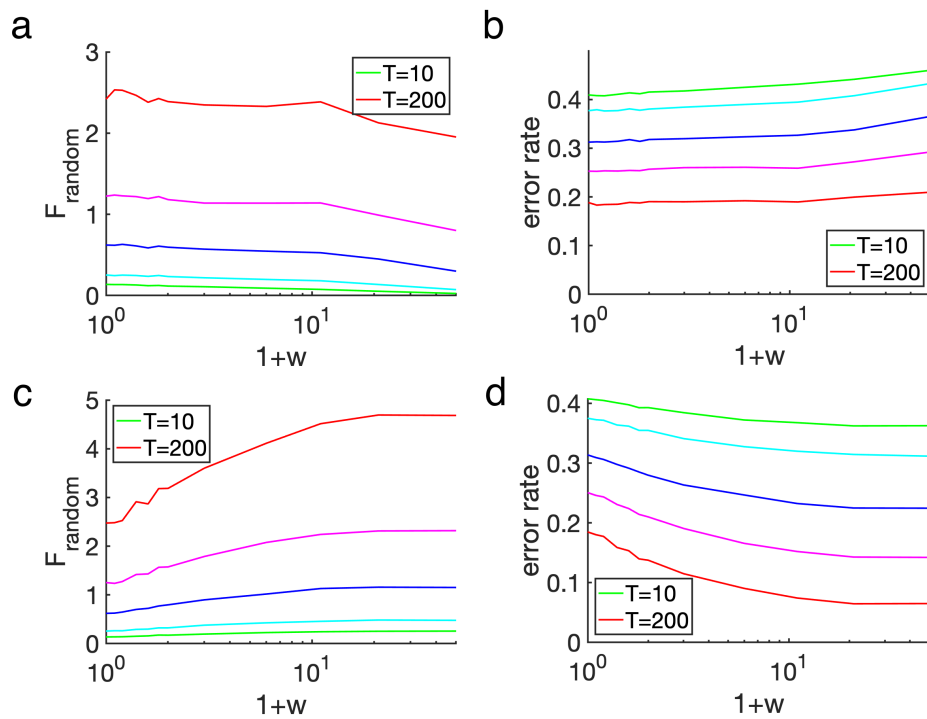 a
3
2
1
0
F random
T=10
T=200
10^0
10^1
1+w
b
0.4
0.3
0.2
0.1
0
error rate
T=10
T=200
10^0
10^1
1+w
c
5
4
3
2
1
0
F random
T=10
T=200
10^0
10^1
1+w
d
0.4
0.3
0.2
0.1
0
error rate
T=10
T=200
10^0
10^1
1+w